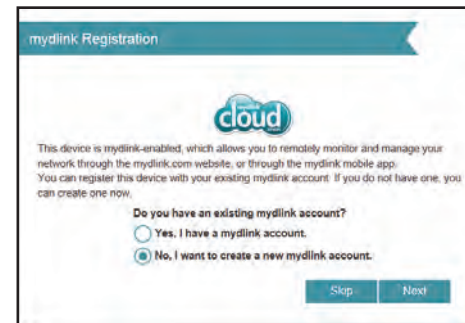 mydlink Registration
mydlink
cloud
This device is mydlink-enabled, which allows you to remotely monitor and manage your
network through the mydlink.com website, or through the mydlink mobile app.
You can register this device with your existing mydlink account. If you do not have one, you
can create one now.
Do you have an existing mydlink account?
Yes, I have a mydlink account.
No, I want to create a new mydlink account.
Skip Next